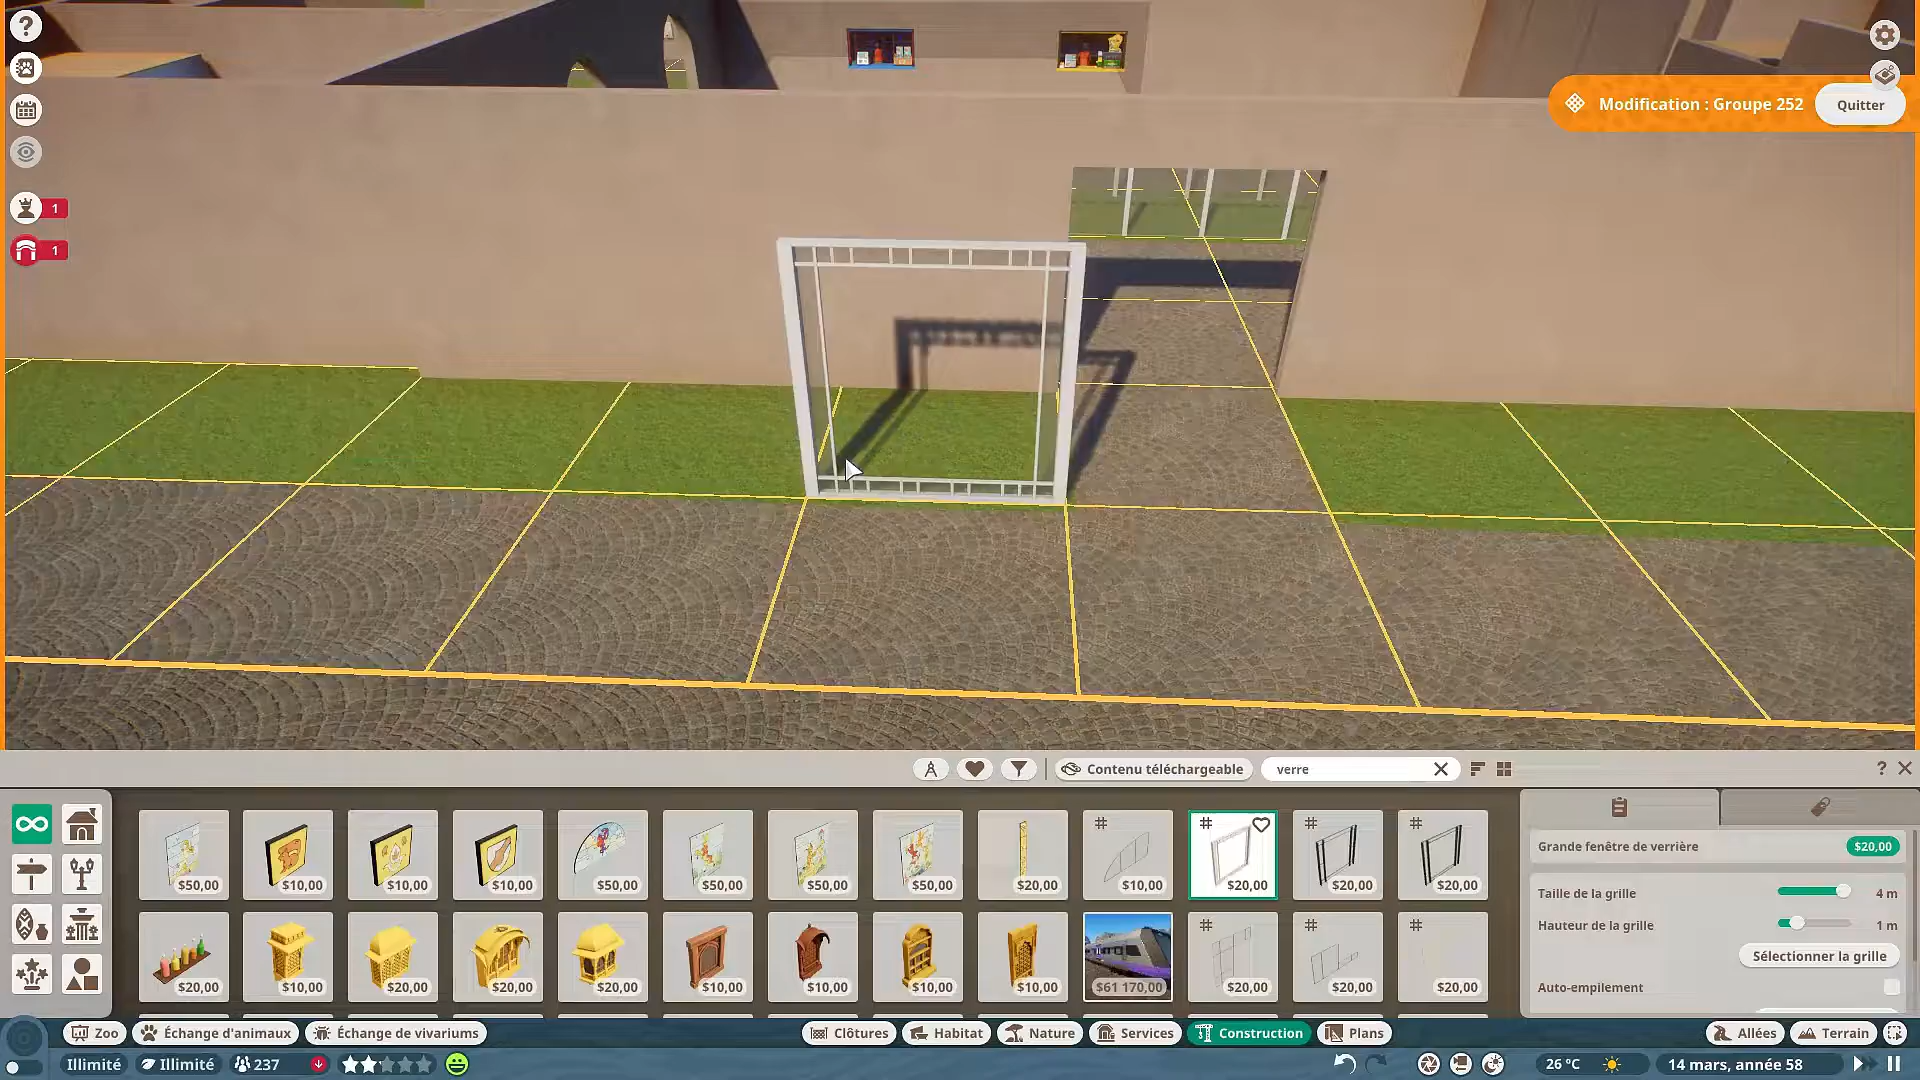 ?
Modification : Groupe 252
Quitter
1
1
Contenu téléchargeable
verre
?
$50,00
$10,00
$10,00
$10,00
$50,00
$50,00
$50,00
$50,00
$20,00
$10,00
$20,00
$20,00
$20,00
Grande fenêtre de verrière
$20,00
Taille de la grille
4 m
Hauteur de la grille
1 m
Sélectionner la grille
Auto-empilement
$20,00
$10,00
$20,00
$20,00
$20,00
$10,00
$10,00
$10,00
$10,00
$61 170,00
$20,00
$20,00
$20,00
Zoo
Échange d'animaux
Échange de vivariums
Clôtures
Habitat
Nature
Services
Construction
Plans
Allées
Terrain
Illimité
Illimité
237
26 °C
14 mars, année 58